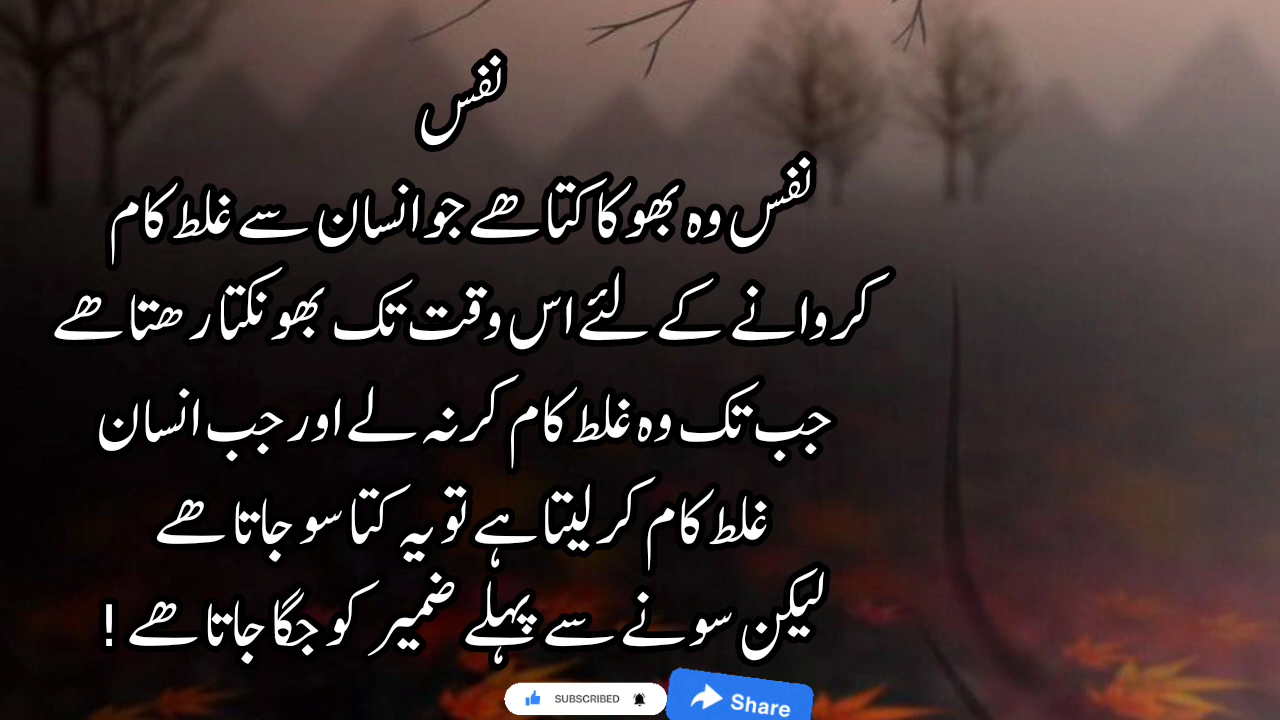 نفس
نفس وہ بھوکا کتا ھے جو انسان سے غلط کام
کروانے کے لئے اس وقت تک بھونکتا رھتا ھے
جب تک وہ غلط کام کر نہ لے اور جب انسان
غلط کام کر لیتا ہے تو یہ کتا سو جاتا ھے
لیکن سونے سے پہلے ضمیر کو جگا جاتا ھے !
SUBSCRIBED
Share